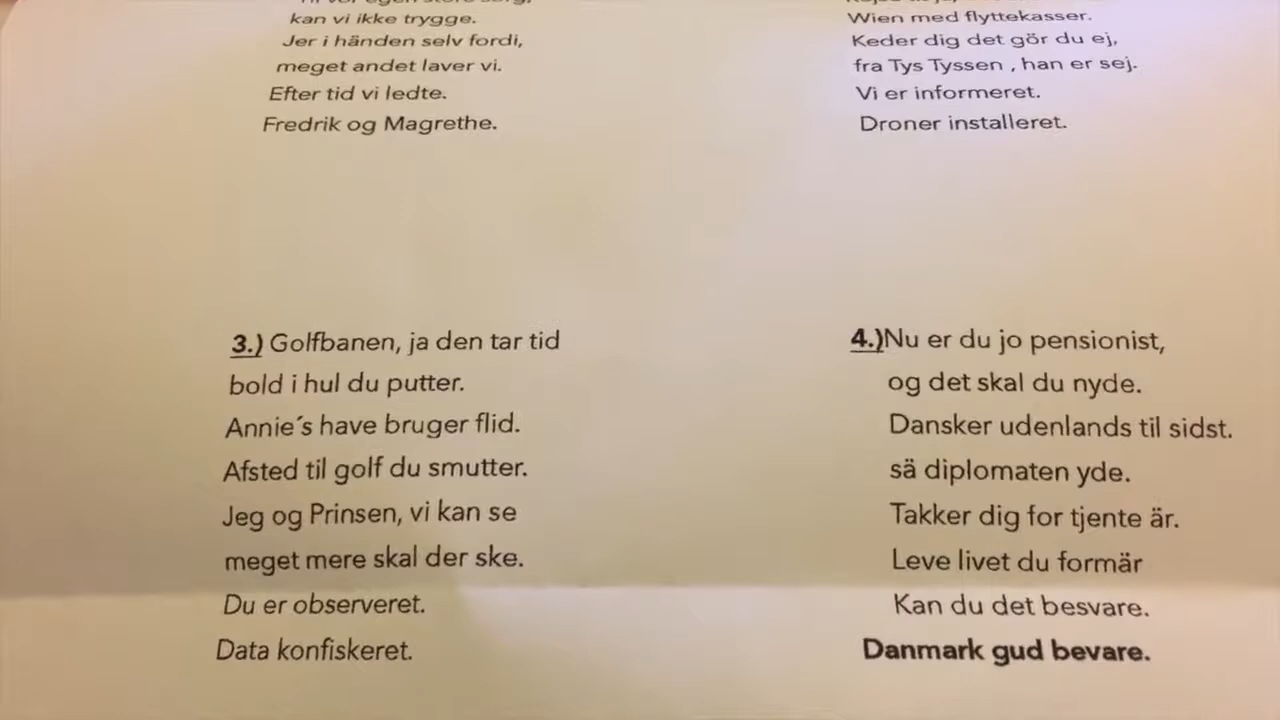 kan vi ikke trygge.
Jer i händen selv fordi,
meget andet laver vi.
Efter tid vi ledte.
Fredrik og Magrethe.
Wien med flyttekasser.
Keder dig det gör du ej,
fra Tys Tyssen , han er sej.
Vi er informeret.
Droner installeret.
3.) Golfbanen, ja den tar tid
bold i hul du putter.
Annie´s have bruger flid.
Afsted til golf du smutter.
Jeg og Prinsen, vi kan se
meget mere skal der ske.
Du er observeret.
Data konfiskeret.
4.)Nu er du jo pensionist,
og det skal du nyde.
Dansker udenlands til sidst.
sä diplomaten yde.
Takker dig for tjente är.
Leve livet du formär
Kan du det besvare.
Danmark gud bevare.